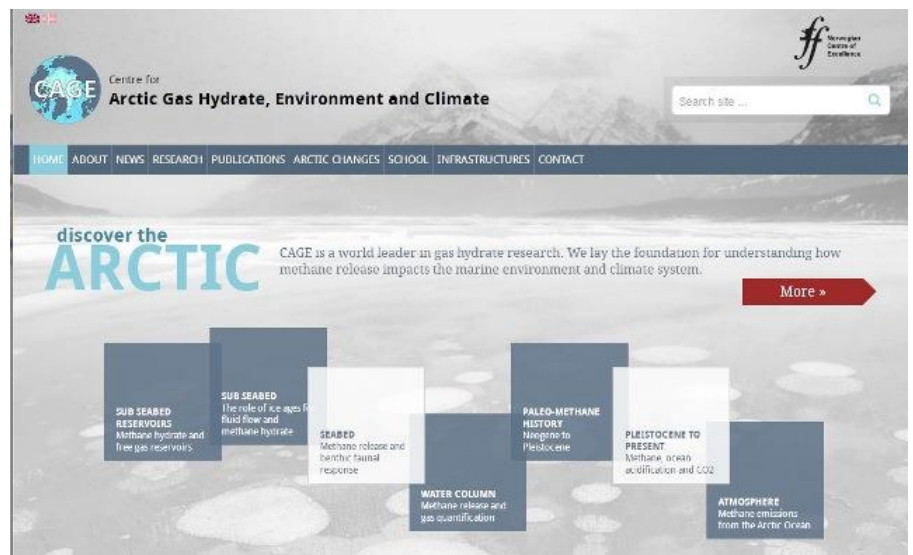 Norwegian
Centre of
Excellence
CAGE
Centre for
Arctic Gas Hydrate, Environment and Climate
Search site ...
HOME ABOUT NEWS RESEARCH PUBLICATIONS ARCTIC CHANGES SCHOOL INFRASTRUCTURES CONTACT
discover the
ARCTIC
CAGE is a world leader in gas hydrate research. We lay the foundation for understanding how
methane release impacts the marine environment and climate system.
More »
SUB SEABED
RESERVOIRS
Methane hydrate and
free gas reservoirs
SUB SEABED
The role of ice ages for
fluid flow and
methane hydrate
SEABED
Methane release and
benthic faunal
response
WATER COLUMN
Methane release and
gas quantification
PALEO-METHANE
HISTORY
Neogene to
Pleistocene
PLEISTOCENE TO
PRESENT
Methane, ocean
acidification and CO2
ATMOSPHERE
Methane emissions
from the Arctic Ocean